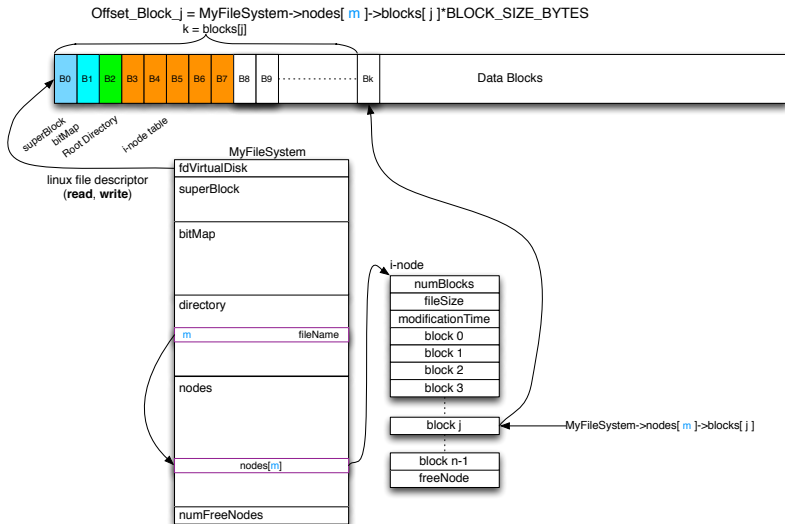 Offset_Block_j = MyFileSystem->nodes[ m ]->blocks[ j ]*BLOCK_SIZE_BYTES
k = blocks[j]
B0 B1 B2 B3 B4 B5 B6 B7 B8 B9 Bk Data Blocks
superBlock
bitMap
Root Directory
i-node table
MyFileSystem
fdVirtualDisk
linux file descriptor
(read, write)
superBlock
bitMap
directory
m fileName
nodes
nodes[m]
numFreeNodes
i-node
numBlocks
fileSize
modificationTime
block 0
block 1
block 2
block 3
block j
MyFileSystem->nodes[ m ]->blocks[ j ]
block n-1
freeNode